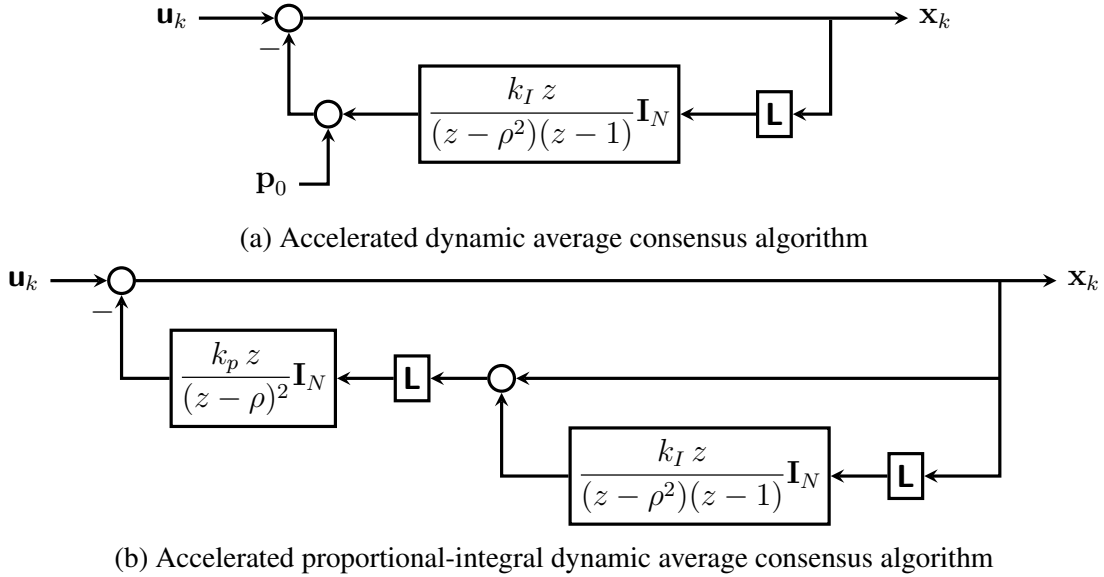 u_k
x_k
−
k_I z
(z − ρ²)(z − 1)
I_N
L
p_0
(a) Accelerated dynamic average consensus algorithm
u_k
x_k
−
k_p z
(z − ρ)²
I_N
L
k_I z
(z − ρ²)(z − 1)
I_N
L
(b) Accelerated proportional-integral dynamic average consensus algorithm